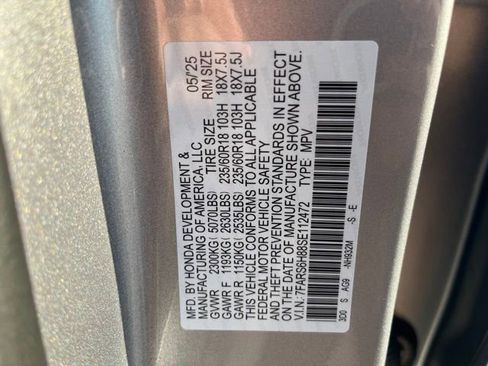 MFD. BY HONDA DEVELOPMENT & 05/'25
MANUFACTURING OF AMERICA, LLC
TIRE SIZE RIM SIZE
GVWR 2300KG( 5070LBS)
GAWR F 1193KG( 2630LBS) 235/60R18 103H 18X7.5J
GAWR R 1150KG( 2535LBS) 235/60R18 103H 18X7.5J
THIS VEHICLE CONFORMS TO ALL APPLICABLE
FEDERAL MOTOR VEHICLE SAFETY
AND THEFT PREVENTION STANDARDS IN EFFECT
ON THE DATE OF MANUFACTURE SHOWN ABOVE.
V.I.N.: 7FARS6H88SE112472 TYPE: MPV
3D0 S AG9 -NH932M -S -E